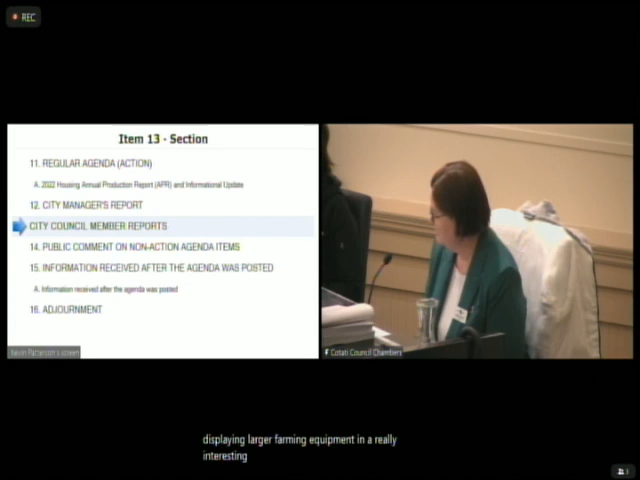 REC
Item 13 - Section
11. REGULAR AGENDA (ACTION)
A. 2022 Housing Annual Production Report (APR) and Informational Update
12. CITY MANAGER'S REPORT
CITY COUNCIL MEMBER REPORTS
14. PUBLIC COMMENT ON NON-ACTION AGENDA ITEMS
15. INFORMATION RECEIVED AFTER THE AGENDA WAS POSTED
A. Information received after the agenda was posted
16. ADJOURNMENT
Kevin Patterson's screen
Cotati Council Chambers
displaying larger farming equipment in a really
interesting